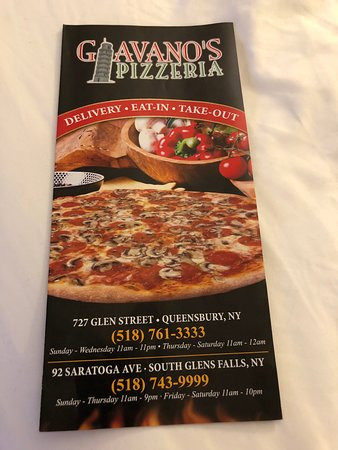 GIAVANO'S
PIZZERIA
DELIVERY • EAT-IN • TAKE-OUT
727 GLEN STREET • QUEENSBURY, NY
(518) 761-3333
Sunday - Wednesday 11am - 11pm • Thursday - Saturday 11am - 12am
92 SARATOGA AVE · SOUTH GLENS FALLS, NY
(518) 743-9999
Sunday - Thursday 11am - 9pm · Friday - Saturday 11am - 10pm